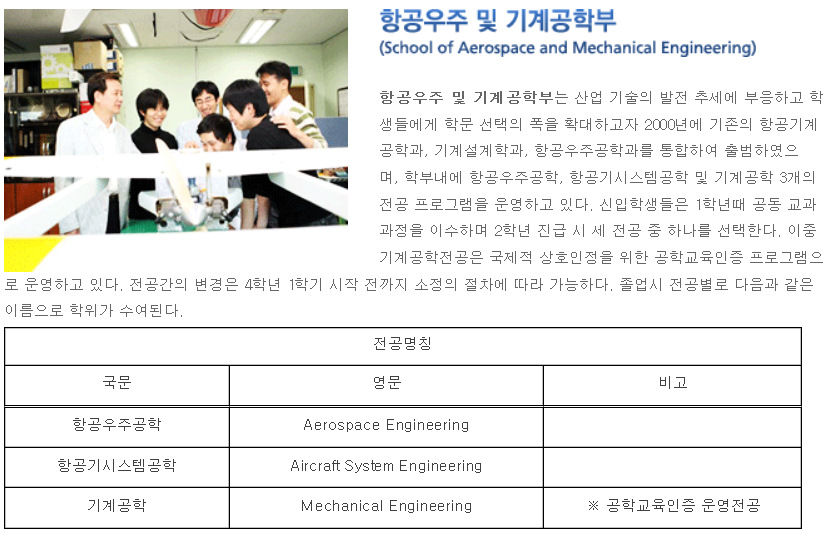 항공우주 및 기계공학부
(School of Aerospace and Mechanical Engineering)
항공우주 및 기계공학부는 산업 기술의 발전 추세에 부응하고 학
생들에게 학문 선택의 폭을 확대하고자 2000년에 기존의 항공기계
공학과, 기계설계학과, 항공우주공학과를 통합하여 출범하였으
며, 학부내에 항공우주공학, 항공기시스템공학 및 기계공학 3개의
전공 프로그램을 운영하고 있다. 신입학생들은 1학년때 공동 교과
과정을 이수하며 2학년 진급 시 세 전공 중 하나를 선택한다. 이중
기계공학전공은 국제적 상호인정을 위한 공학교육인증 프로그램으
로 운영하고 있다. 전공간의 변경은 4학년 1학기 시작 전까지 소정의 절차에 따라 가능하다. 졸업시 전공별로 다음과 같은
이름으로 학위가 수여된다.
전공명칭
국문 영문 비고
항공우주공학 Aerospace Engineering
항공기시스템공학 Aircraft System Engineering
기계공학 Mechanical Engineering ※ 공학교육인증 운영전공